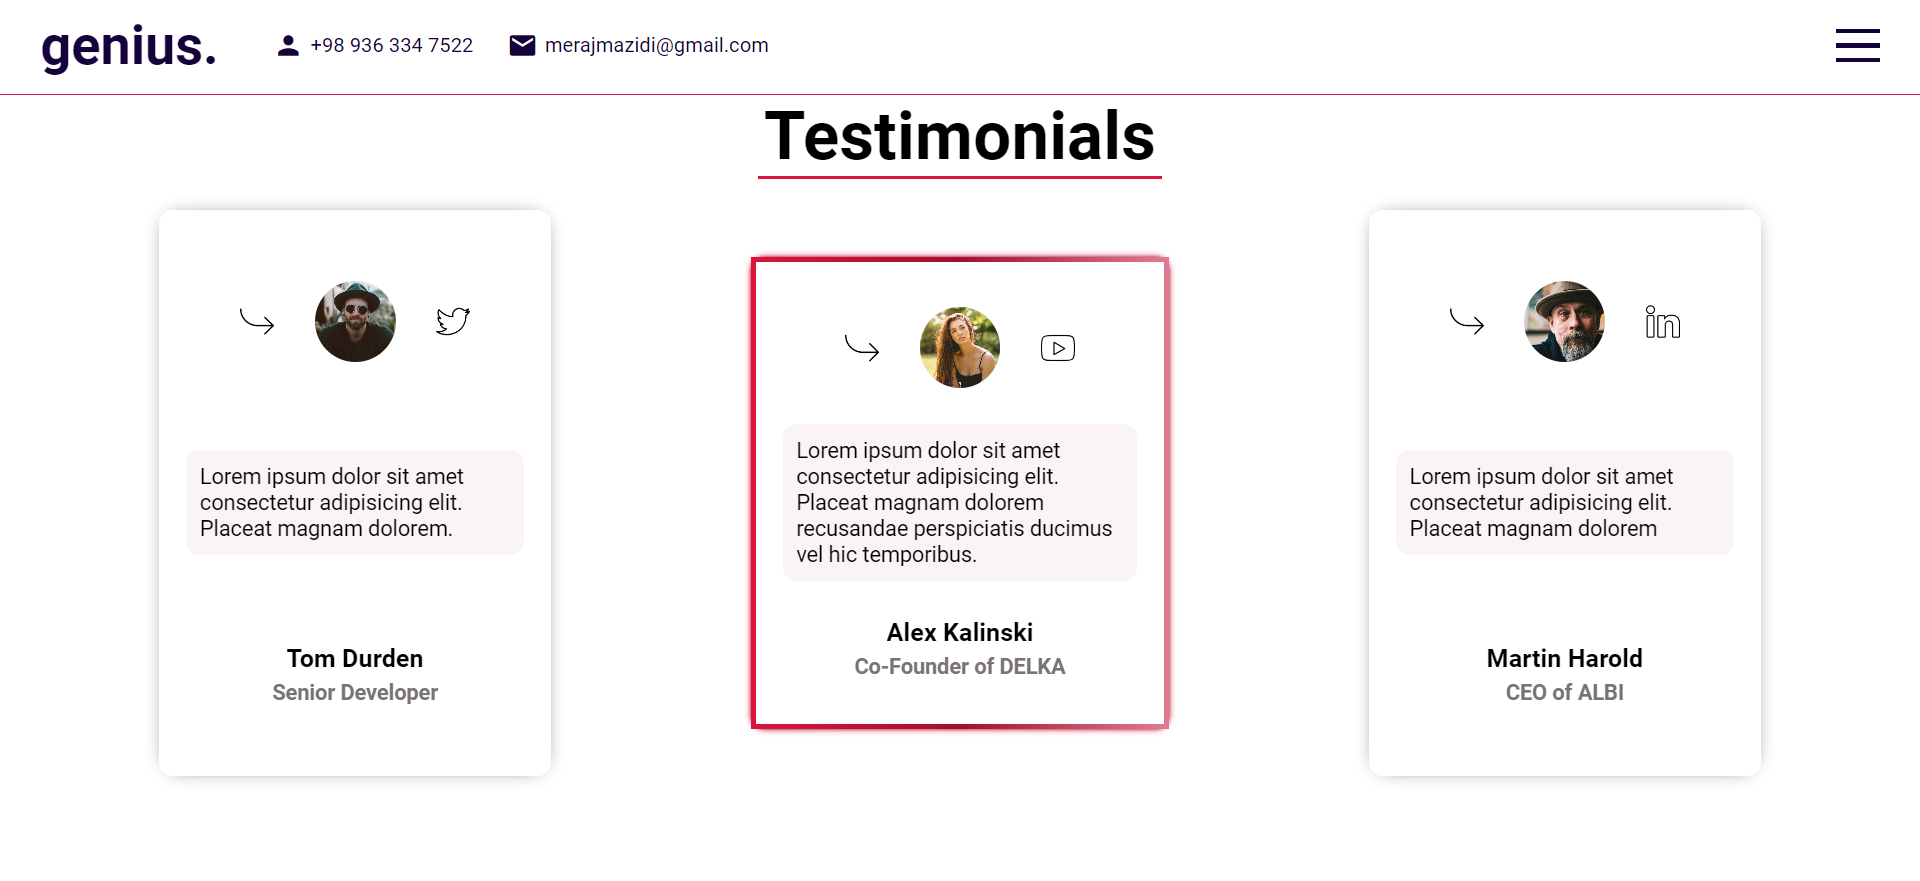 genius.
+98 936 334 7522
merajmazidi@gmail.com
Testimonials
Lorem ipsum dolor sit amet
consectetur adipisicing elit.
Placeat magnam dolorem.
Tom Durden
Senior Developer
Lorem ipsum dolor sit amet
consectetur adipisicing elit.
Placeat magnam dolorem
recusandae perspiciatis ducimus
vel hic temporibus.
Alex Kalinski
Co-Founder of DELKA
in
Lorem ipsum dolor sit amet
consectetur adipisicing elit.
Placeat magnam dolorem
Martin Harold
CEO of ALBI